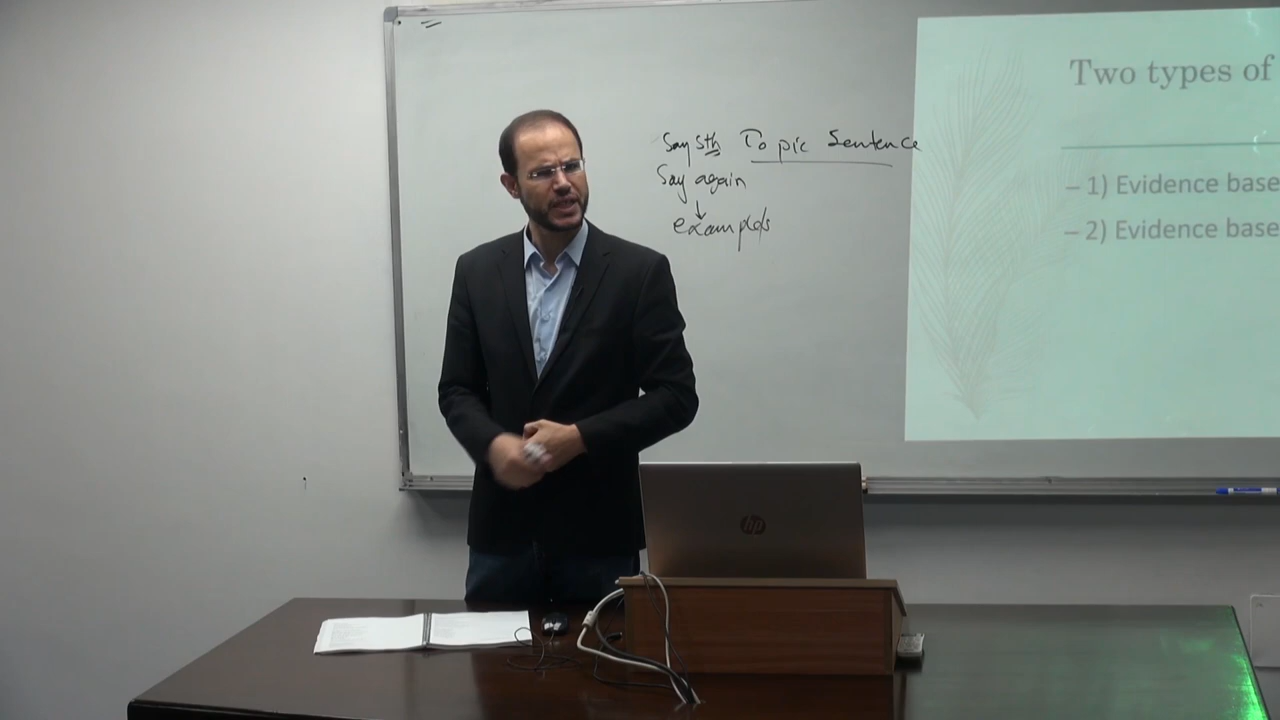 Say sth Topic Sentence
Say again
examples
Two types of
– 1) Evidence base
– 2) Evidence base
hp